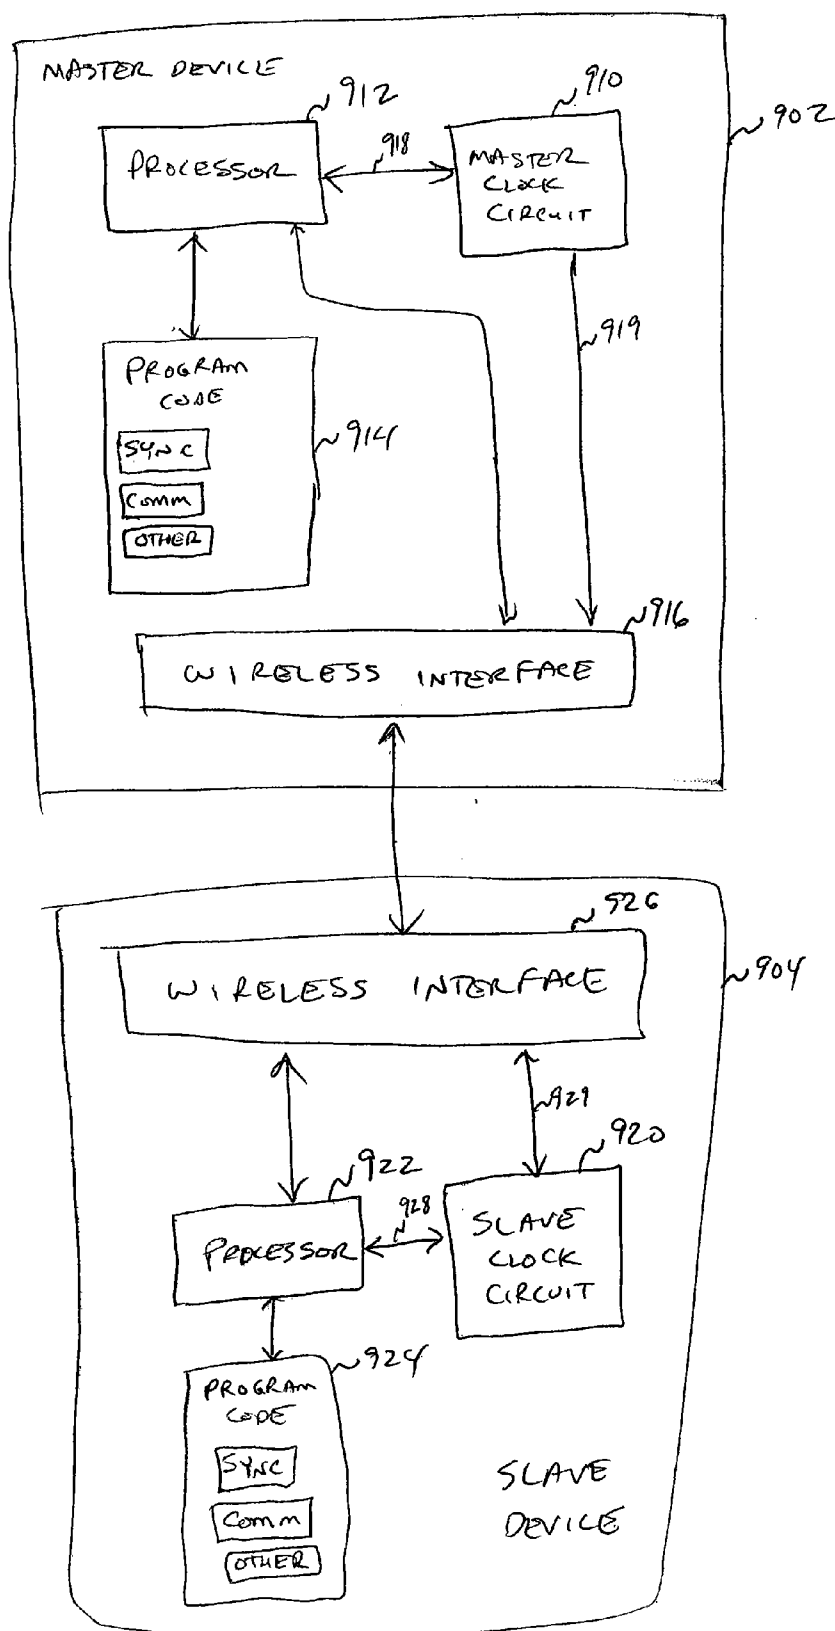 MASTER DEVICE
912
910
902
PROCESSOR
918
MASTER
CLOCK
CIRCUIT
919
PROGRAM
CODE
914
SYNC
Comm
OTHER
916
WIRELESS INTERFACE
926
904
WIRELESS INTERFACE
929
920
922
928
PROCESSOR
SLAVE
CLOCK
CIRCUIT
924
PROGRAM
CODE
SYNC
Comm
OTHER
SLAVE
DEVICE